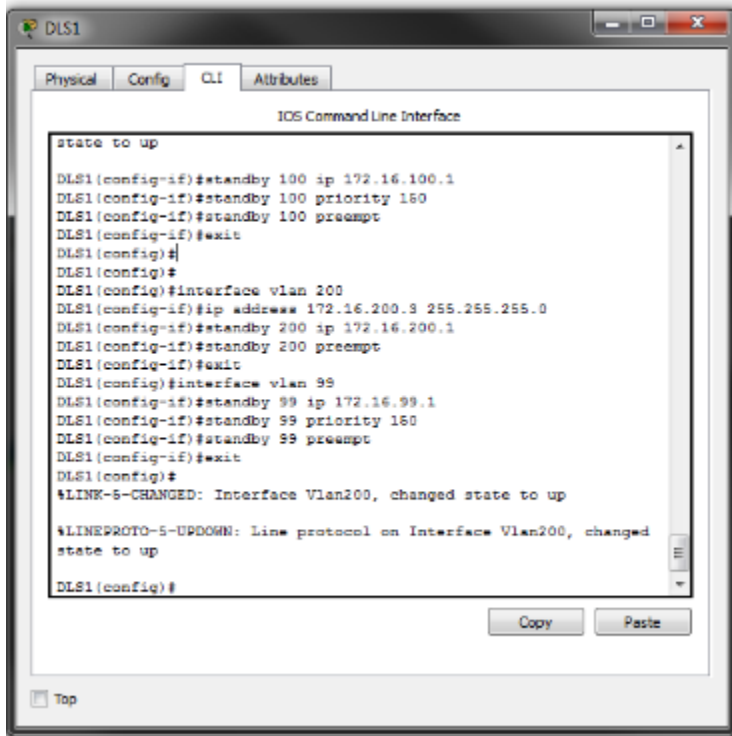 DLS1
Physical Config CLI Attributes
IOS Command Line Interface
state to up
DLS1(config-if)#standby 100 ip 172.16.100.1
DLS1(config-if)#standby 100 priority 150
DLS1(config-if)#standby 100 preempt
DLS1(config-if)#exit
DLS1(config)#
DLS1(config)#
DLS1(config)#interface vlan 200
DLS1(config-if)#ip address 172.16.200.3 255.255.255.0
DLS1(config-if)#standby 200 ip 172.16.200.1
DLS1(config-if)#standby 200 preempt
DLS1(config-if)#exit
DLS1(config)#interface vlan 99
DLS1(config-if)#standby 99 ip 172.16.99.1
DLS1(config-if)#standby 99 priority 150
DLS1(config-if)#standby 99 preempt
DLS1(config-if)#exit
DLS1(config)#
%LINK-5-CHANGED: Interface Vlan200, changed state to up
%LINEPROTO-5-UPDOWN: Line protocol on Interface Vlan200, changed
state to up
DLS1(config)#
Copy Paste
Top